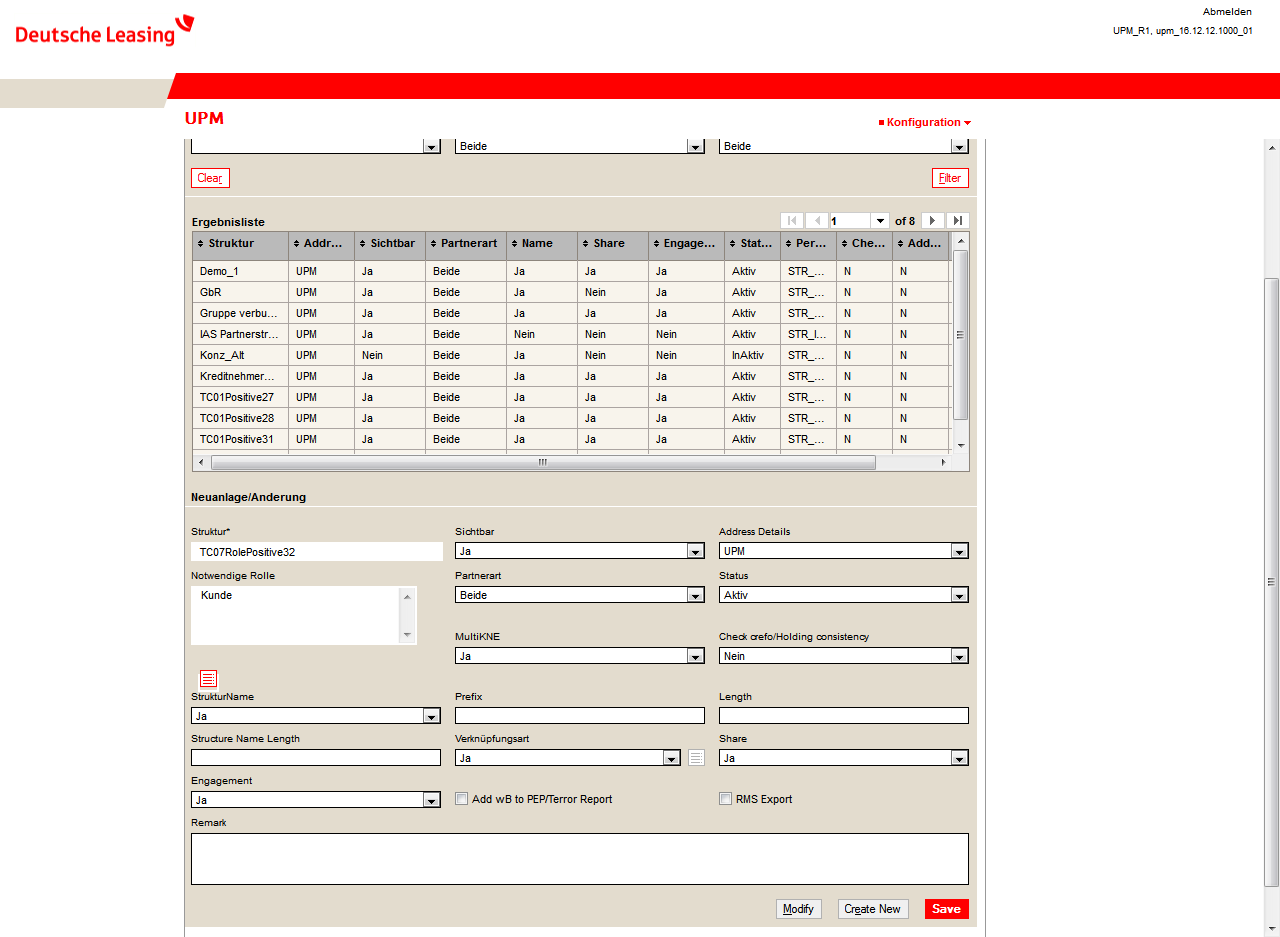 Deutsche Leasing
Abmelden
UPM_R1, upm_16.12.12.1000_01
UPM
Konfiguration
Beide Beide
Clear Filter
Ergebnisliste 1 of 8
Struktur Addr... Sichtbar Partnerart Name Share Engage... Stat... Per... Che... Add...
Demo_1 UPM Ja Beide Ja Ja Ja Aktiv STR_... N N
GbR UPM Ja Beide Ja Nein Ja Aktiv STR_... N N
Gruppe verbu... UPM Ja Beide Ja Ja Ja Aktiv STR_... N N
IAS Partnerstr... UPM Ja Beide Nein Nein Nein Aktiv STR_I... N N
Konz_Alt UPM Nein Beide Ja Nein Nein InAktiv STR_... N N
Kreditnehmer... UPM Ja Beide Ja Ja Ja Aktiv STR_... N N
TC01Positive27 UPM Ja Beide Ja Ja Ja Aktiv STR_... N N
TC01Positive28 UPM Ja Beide Ja Ja Ja Aktiv STR_... N N
TC01Positive31 UPM Ja Beide Ja Ja Ja Aktiv STR_... N N
Neuanlage/Anderung
Struktur* Sichtbar Address Details
TC07RolePositive32 Ja UPM
Notwendige Rolle Partnerart Status
Kunde Beide Aktiv
MultiKNE Check crefo/Holding consistency
Ja Nein
StrukturName Prefix Length
Ja
Structure Name Length Verknüpfungsart Share
Ja Ja
Engagement
Ja Add wB to PEP/Terror Report RMS Export
Remark
Modify Create New Save